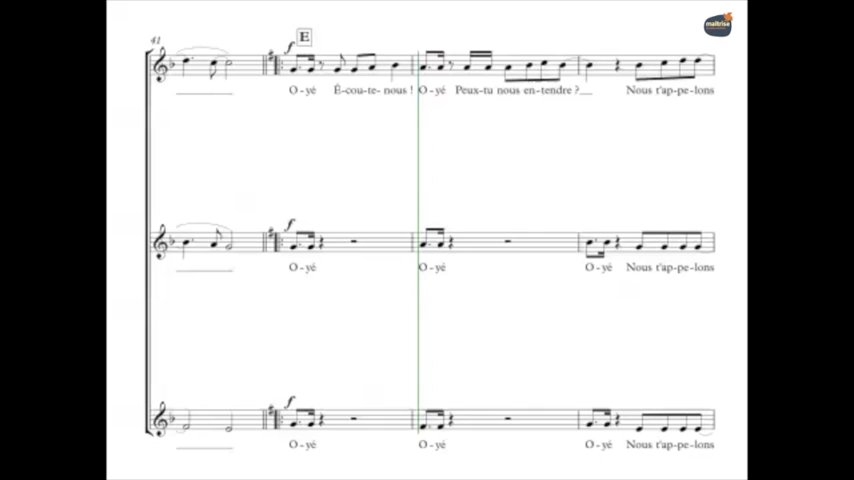 maîtrise
41
E
f
O-yé É-cou-te-nous ! O-yé Peux-tu nous en-tendre ?__ Nous t'ap-pe-lons
f
O-yé O-yé O-yé Nous t'ap-pe-lons
f
O-yé O-yé O-yé Nous t'ap-pe-lons